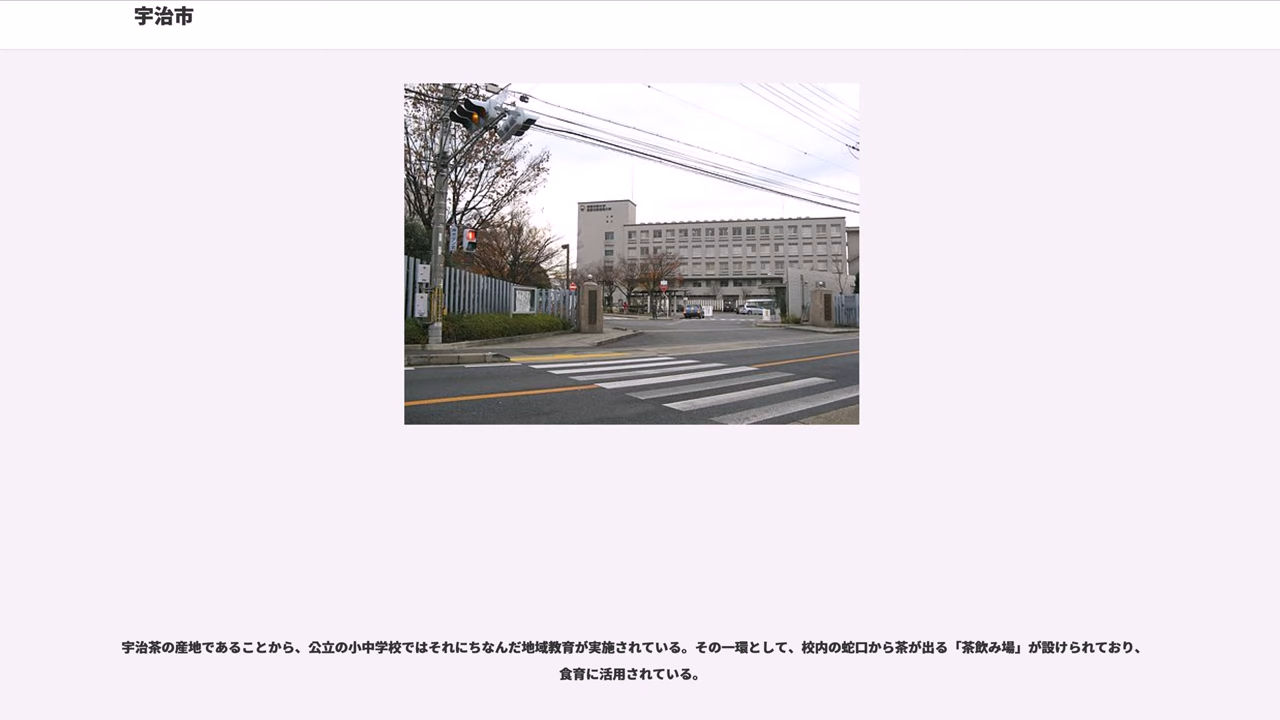 宇治市
宇治茶の産地であることから、公立の小中学校ではそれにちなんだ地域教育が実施されている。その一環として、校内の蛇口から茶が出る「茶飲み場」が設けられており、
食育に活用されている。